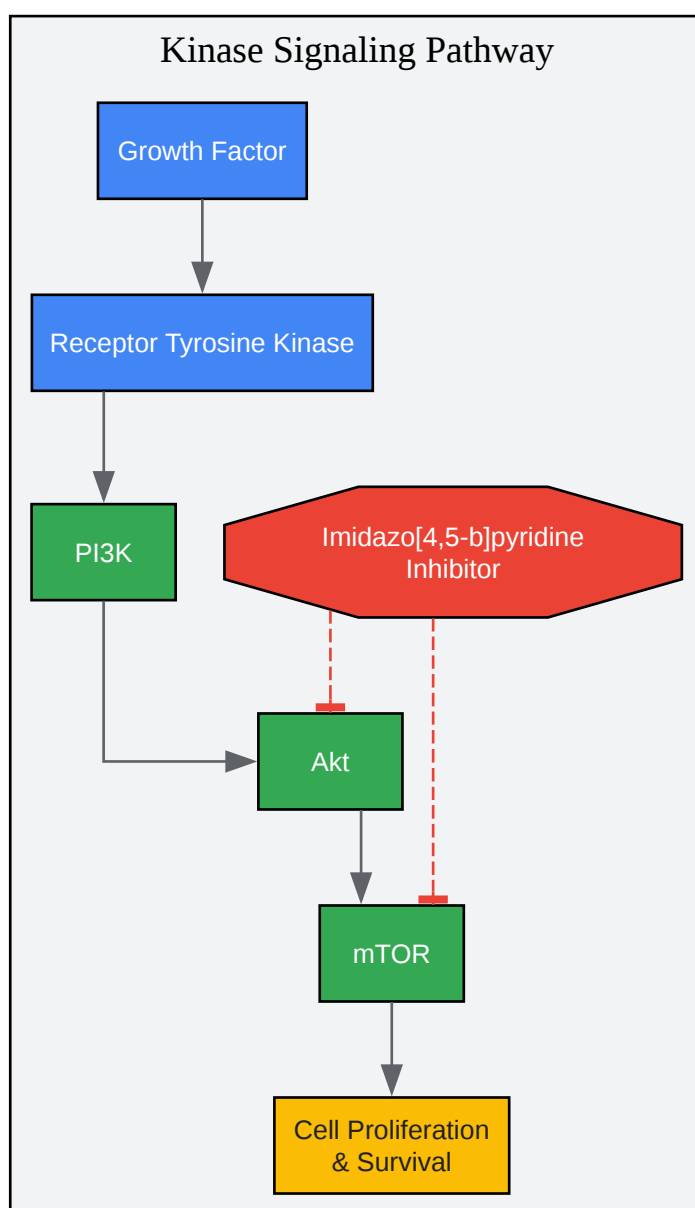 Kinase Signaling Pathway
Growth Factor
Receptor Tyrosine Kinase
PI3K
Imidazo[4,5-b]pyridine
Inhibitor
Akt
mTOR
Cell Proliferation
& Survival